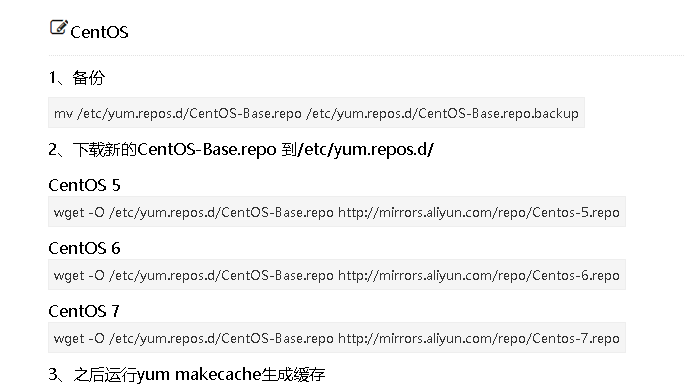 CentOS
1、备份
mv /etc/yum.repos.d/CentOS-Base.repo /etc/yum.repos.d/CentOS-Base.repo.backup
2、下载新的CentOS-Base.repo 到/etc/yum.repos.d/
CentOS 5
wget -O /etc/yum.repos.d/CentOS-Base.repo http://mirrors.aliyun.com/repo/Centos-5.repo
CentOS 6
wget -O /etc/yum.repos.d/CentOS-Base.repo http://mirrors.aliyun.com/repo/Centos-6.repo
CentOS 7
wget -O /etc/yum.repos.d/CentOS-Base.repo http://mirrors.aliyun.com/repo/Centos-7.repo
3、之后运行yum makecache生成缓存